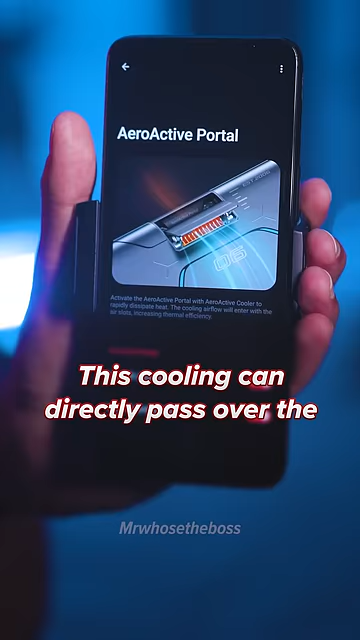 AeroActive Portal
06
Activate the AeroActive Portal with AeroActive Cooler to
rapidly dissipate heat. The cooling airflow will enter with the
air slots, increasing thermal efficiency.
This cooling can
directly pass over the
Mrwhosetheboss